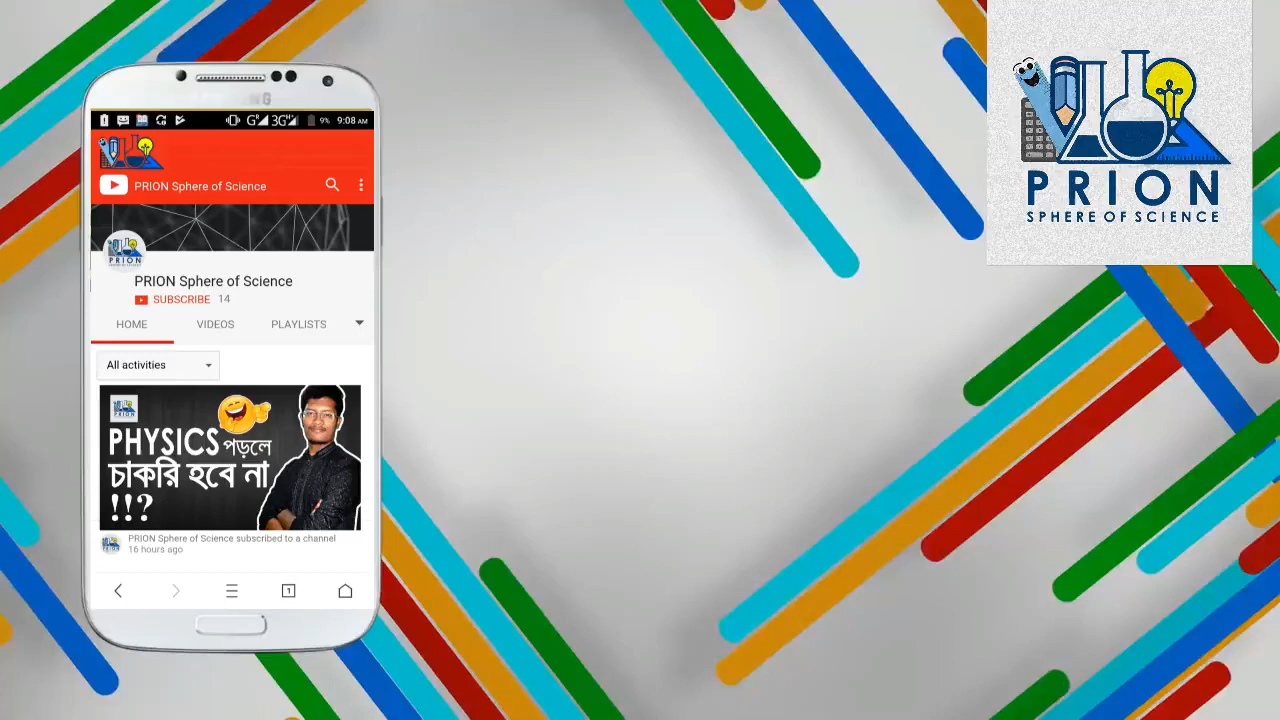 G 3G H 9% 9:08 AM
PRION Sphere of Science
PRION
PRION Sphere of Science
SUBSCRIBE 14
HOME VIDEOS PLAYLISTS
All activities
PRION
PHYSICS পড়লে
চাকরি হবে না
!!?
PRION Sphere of Science subscribed to a channel
16 hours ago
1
PRION
SPHERE OF SCIENCE